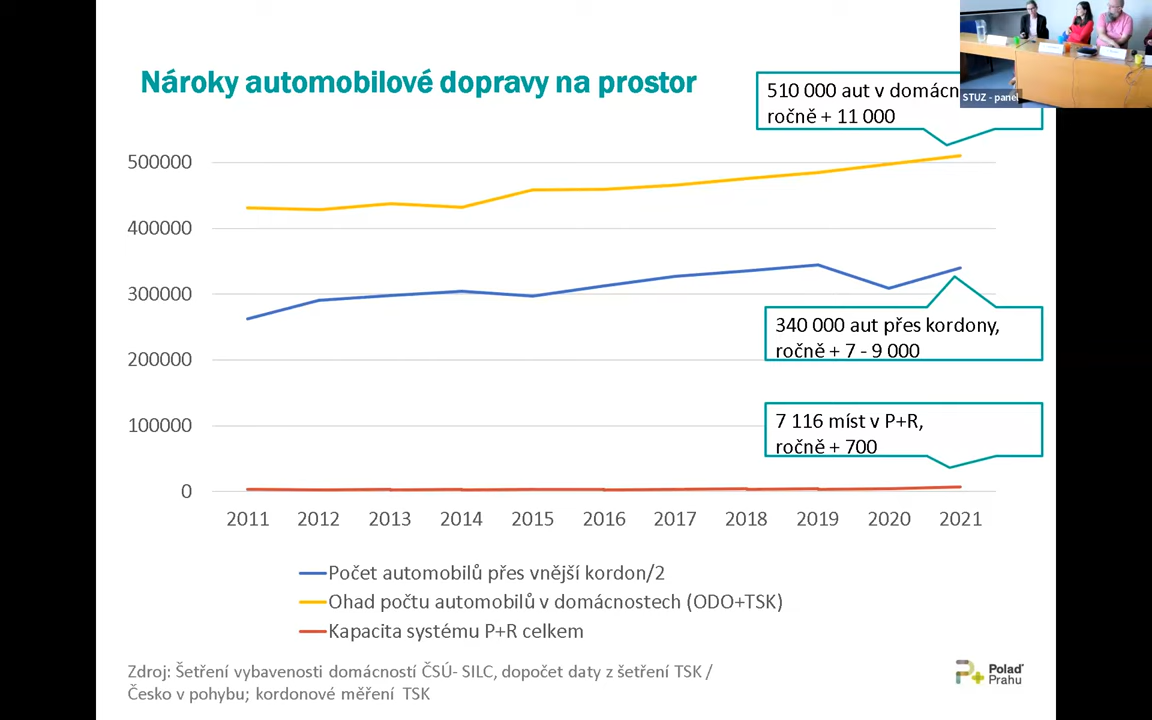 Nároky automobilové dopravy na prostor
510 000 aut v domácn
ročně + 11 000
STUZ - panel
500000
400000
300000
200000
100000
0
340 000 aut přes kordony,
ročně + 7 - 9 000
7 116 míst v P+R,
ročně + 700
2011 2012 2013 2014 2015 2016 2017 2018 2019 2020 2021
Počet automobilů přes vnější kordon/2
Ohad počtu automobilů v domácnostech (ODO+TSK)
Kapacita systému P+R celkem
Zdroj: Šetření vybavenosti domácností ČSÚ- SILC, dopočet daty z šetření TSK /
Česko v pohybu; kordonové měření TSK
P+
Polaď
Prahu